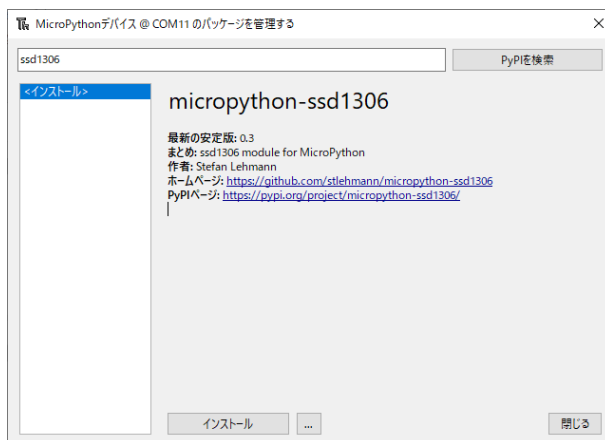 MicroPythonデバイス @ COM11 のパッケージを管理する
ssd1306
PyPIを検索
<インストール>
micropython-ssd1306
最新の安定版: 0.3
まとめ: ssd1306 module for MicroPython
作者: Stefan Lehmann
ホームページ: https://github.com/stlehmann/micropython-ssd1306
PyPIページ: https://pypi.org/project/micropython-ssd1306/
インストール
...
閉じる